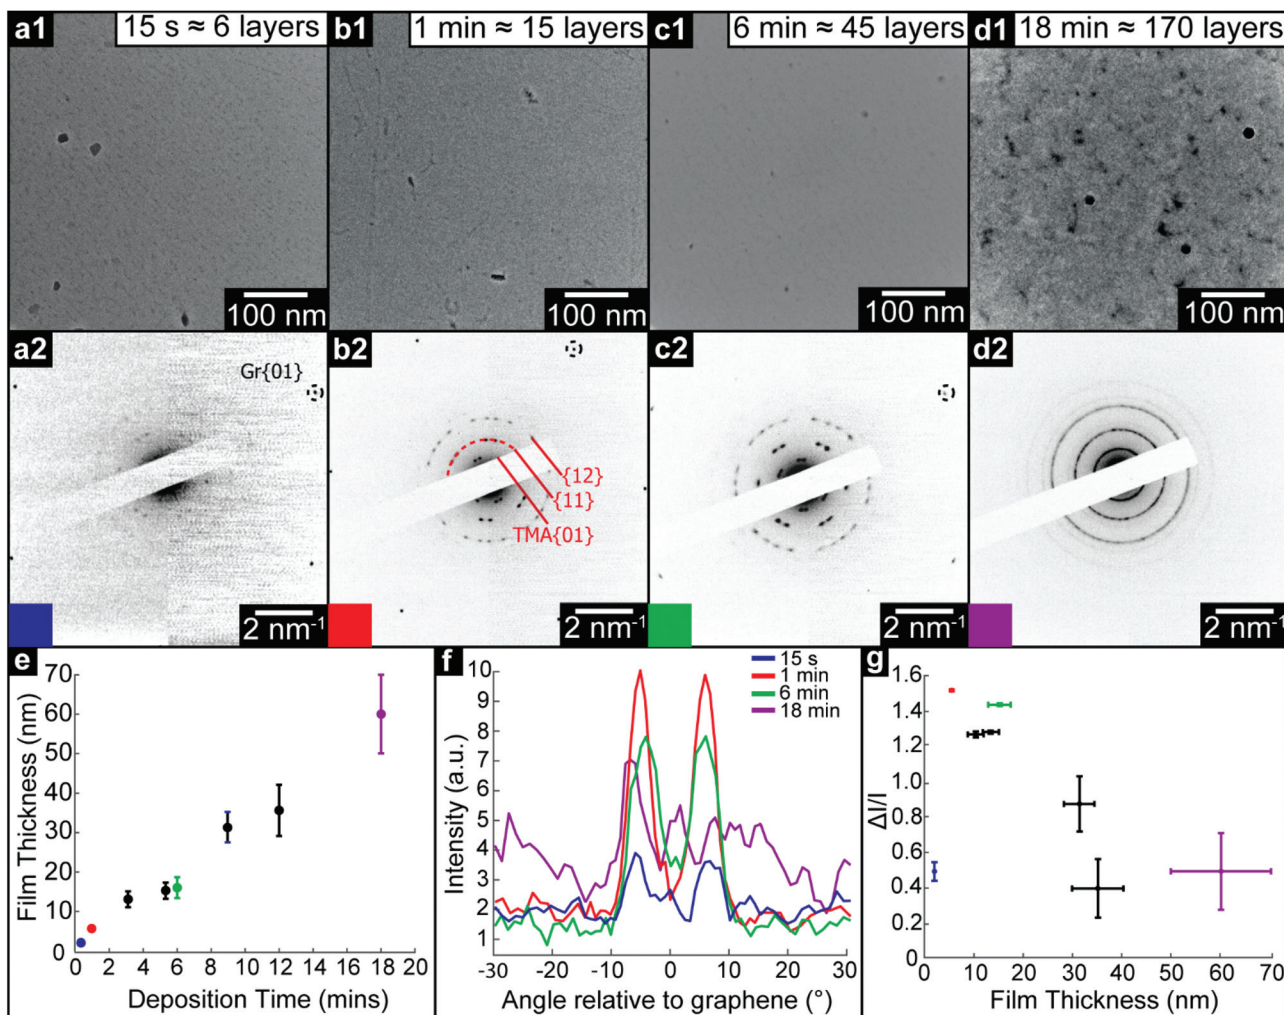 a1
15 s ≈ 6 layers
b1
1 min ≈ 15 layers
c1
6 min ≈ 45 layers
d1
18 min ≈ 170 layers
100 nm
100 nm
100 nm
100 nm
a2
Gr{01}
2 nm⁻¹
b2
{12}
{11}
TMA{01}
2 nm⁻¹
c2
2 nm⁻¹
d2
2 nm⁻¹
e
Film Thickness (nm)
70
60
50
40
30
20
10
0
0 2 4 6 8 10 12 14 16 18 20
Deposition Time (mins)
f
Intensity (a.u.)
10
9
8
7
6
5
4
3
2
1
15 s
1 min
6 min
18 min
-30 -20 -10 0 10 20 30
Angle relative to graphene (°)
g
ΔI/I
1.6
1.4
1.2
1.0
0.8
0.6
0.4
0.2
0
0 10 20 30 40 50 60 70
Film Thickness (nm)